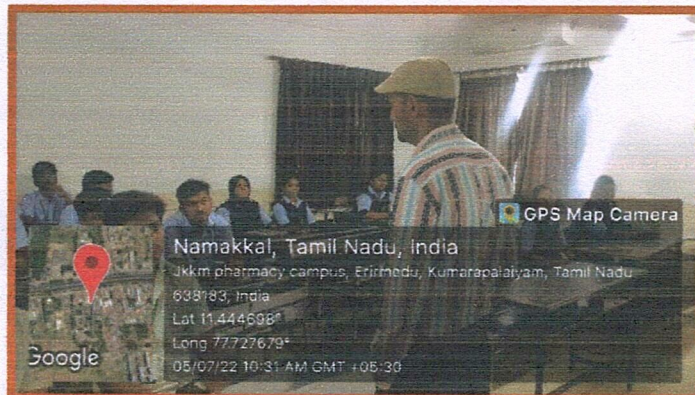 GPS Map Camera
Namakkal, Tamil Nadu, India
Jkkm pharmacy campus, Erirmedu, Kumarapalaiyam, Tamil Nadu
638183, India
Lat 11.444698°
Long 77.727679°
05/07/22 10:31 AM GMT +05:30
Google